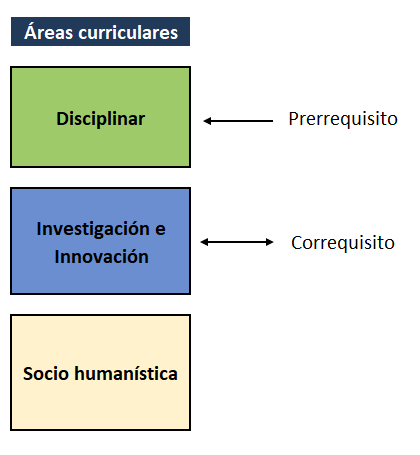 Áreas curriculares
Disciplinar
Prerrequisito
Investigación e
Innovación
Correquisito
Socio humanística